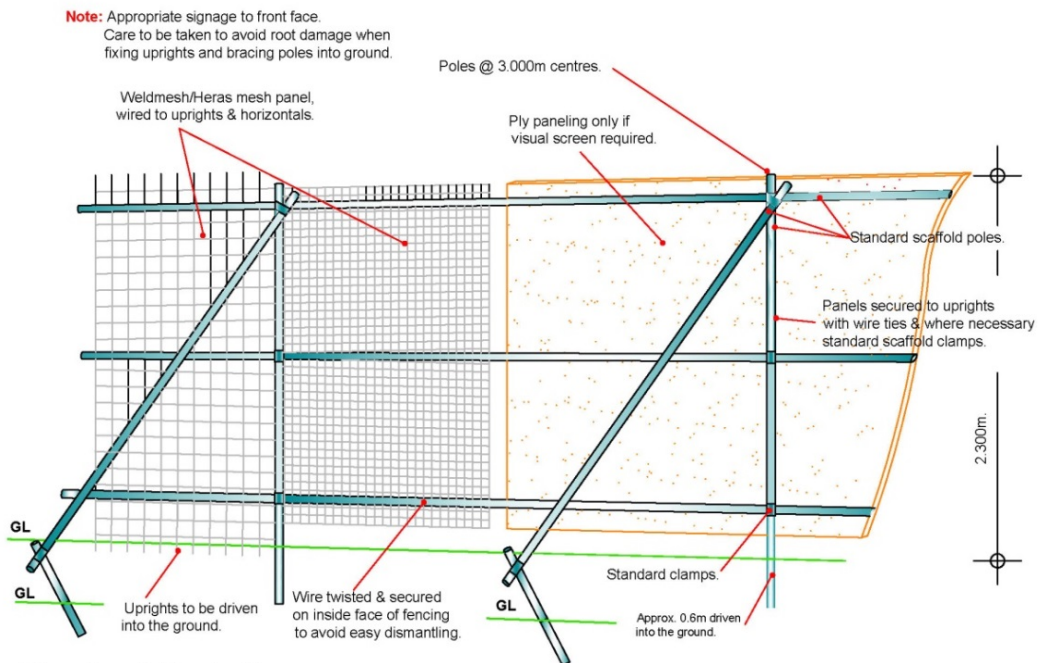 Note: Appropriate signage to front face.
Care to be taken to avoid root damage when
fixing uprights and bracing poles into ground.
Poles @ 3.000m centres.
Weldmesh/Heras mesh panel,
wired to uprights & horizontals.
Ply paneling only if
visual screen required.
Standard scaffold poles.
Panels secured to uprights
with wire ties & where necessary
standard scaffold clamps.
2.300m.
GL
GL
Uprights to be driven
into the ground.
Wire twisted & secured
on inside face of fencing
to avoid easy dismantling.
GL
Standard clamps.
Approx. 0.6m driven
into the ground.